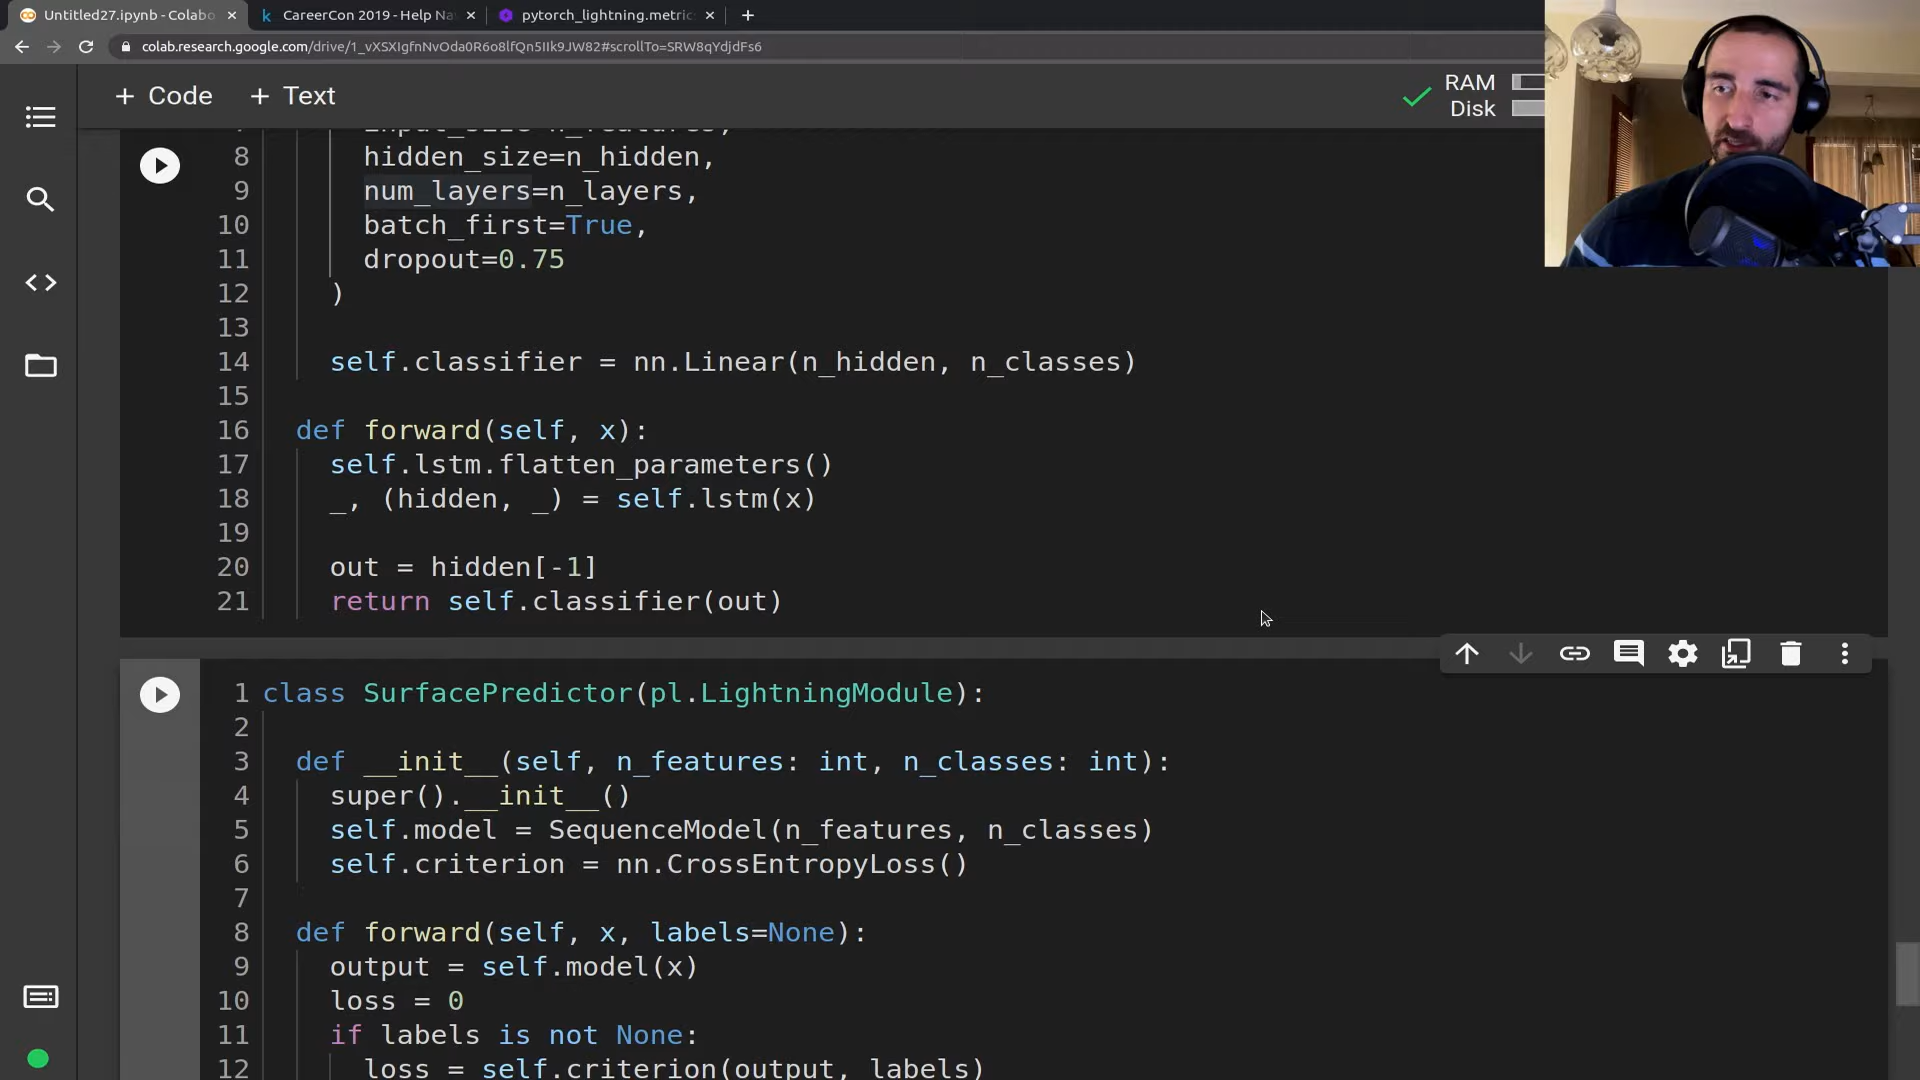 Untitled27.ipynb - Colabo
CareerCon 2019 - Help Na
pytorch_lightning.metric
colab.research.google.com/drive/1_vXSXIgfnNvOda0R6o8lfQn5IIk9JW82#scrollTo=SRW8qYdjdFs6
+ Code + Text
RAM
Disk
input_size=n_features,
8 hidden_size=n_hidden,
9 num_layers=n_layers,
10 batch_first=True,
11 dropout=0.75
12 )
13
14 self.classifier = nn.Linear(n_hidden, n_classes)
15
16 def forward(self, x):
17 self.lstm.flatten_parameters()
18 _, (hidden, _) = self.lstm(x)
19
20 out = hidden[-1]
21 return self.classifier(out)
1 class SurfacePredictor(pl.LightningModule):
2
3 def __init__(self, n_features: int, n_classes: int):
4 super().__init__()
5 self.model = SequenceModel(n_features, n_classes)
6 self.criterion = nn.CrossEntropyLoss()
7
8 def forward(self, x, labels=None):
9 output = self.model(x)
10 loss = 0
11 if labels is not None:
12 loss = self.criterion(output, labels)